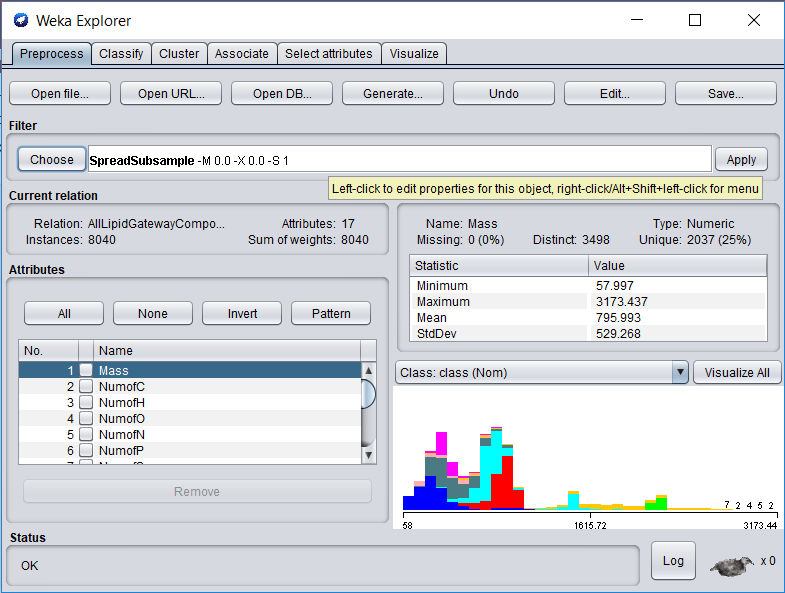 Weka Explorer
Preprocess Classify Cluster Associate Select attributes Visualize
Open file... Open URL... Open DB... Generate... Undo Edit... Save...
Filter
Choose SpreadSubsample -M 0.0 -X 0.0 -S 1 Apply
Left-click to edit properties for this object, right-click/Alt+Shift+left-click for menu
Current relation
Relation: AllLipidGatewayCompo... Attributes: 17
Instances: 8040 Sum of weights: 8040
Attributes
All None Invert Pattern
No. Name
1 Mass
2 NumofC
3 NumofH
4 NumofO
5 NumofN
6 NumofP
Remove
Name: Mass Type: Numeric
Missing: 0 (0%) Distinct: 3498 Unique: 2037 (25%)
Statistic Value
Minimum 57.997
Maximum 3173.437
Mean 795.993
StdDev 529.268
Class: class (Nom) Visualize All
7 2 4 5 2
58 1615.72 3173.44
Status
OK Log x 0